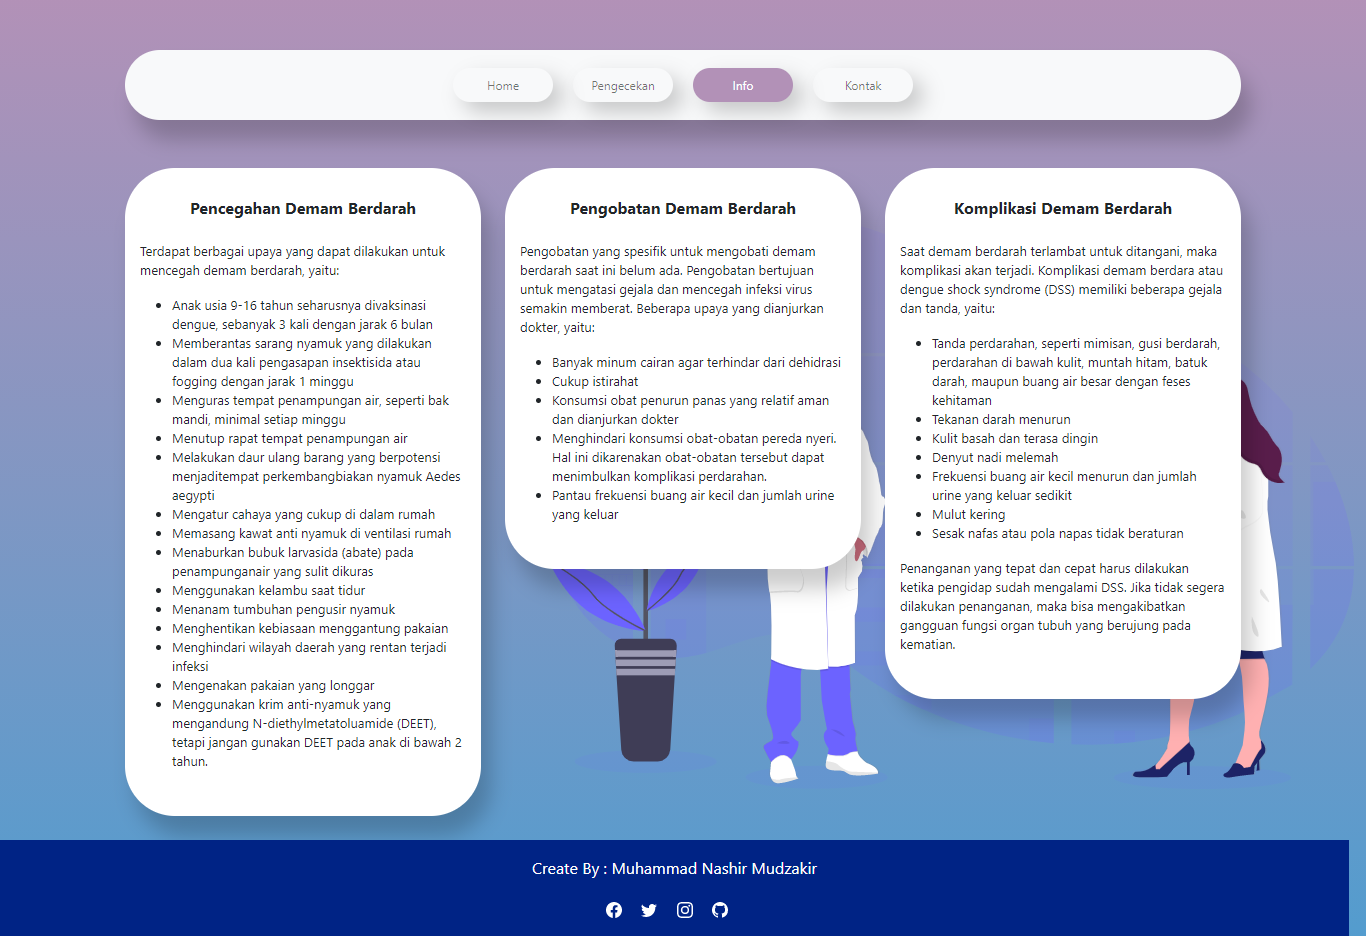 Home
Pengecekan
Info
Kontak
Pencegahan Demam Berdarah
Terdapat berbagai upaya yang dapat dilakukan untuk
mencegah demam berdarah, yaitu:
Anak usia 9-16 tahun seharusnya divaksinasi
dengue, sebanyak 3 kali dengan jarak 6 bulan
Memberantas sarang nyamuk yang dilakukan
dalam dua kali pengasapan insektisida atau
fogging dengan jarak 1 minggu
Menguras tempat penampungan air, seperti bak
mandi, minimal setiap minggu
Menutup rapat tempat penampungan air
Melakukan daur ulang barang yang berpotensi
menjaditempat perkembangbiakan nyamuk Aedes
aegypti
Mengatur cahaya yang cukup di dalam rumah
Memasang kawat anti nyamuk di ventilasi rumah
Menaburkan bubuk larvasida (abate) pada
penampunganair yang sulit dikuras
Menggunakan kelambu saat tidur
Menanam tumbuhan pengusir nyamuk
Menghentikan kebiasaan menggantung pakaian
Menghindari wilayah daerah yang rentan terjadi
infeksi
Mengenakan pakaian yang longgar
Menggunakan krim anti-nyamuk yang
mengandung N-diethylmetatoluamide (DEET),
tetapi jangan gunakan DEET pada anak di bawah 2
tahun.
Pengobatan Demam Berdarah
Pengobatan yang spesifik untuk mengobati demam
berdarah saat ini belum ada. Pengobatan bertujuan
untuk mengatasi gejala dan mencegah infeksi virus
semakin memberat. Beberapa upaya yang dianjurkan
dokter, yaitu:
Banyak minum cairan agar terhindar dari dehidrasi
Cukup istirahat
Konsumsi obat penurun panas yang relatif aman
dan dianjurkan dokter
Menghindari konsumsi obat-obatan pereda nyeri.
Hal ini dikarenakan obat-obatan tersebut dapat
menimbulkan komplikasi perdarahan.
Pantau frekuensi buang air kecil dan jumlah urine
yang keluar
Komplikasi Demam Berdarah
Saat demam berdarah terlambat untuk ditangani, maka
komplikasi akan terjadi. Komplikasi demam berdara atau
dengue shock syndrome (DSS) memiliki beberapa gejala
dan tanda, yaitu:
Tanda perdarahan, seperti mimisan, gusi berdarah,
perdarahan di bawah kulit, muntah hitam, batuk
darah, maupun buang air besar dengan feses
kehitaman
Tekanan darah menurun
Kulit basah dan terasa dingin
Denyut nadi melemah
Frekuensi buang air kecil menurun dan jumlah
urine yang keluar sedikit
Mulut kering
Sesak nafas atau pola napas tidak beraturan
Penanganan yang tepat dan cepat harus dilakukan
ketika pengidap sudah mengalami DSS. Jika tidak segera
dilakukan penanganan, maka bisa mengakibatkan
gangguan fungsi organ tubuh yang berujung pada
kematian.
Create By : Muhammad Nashir Mudzakir